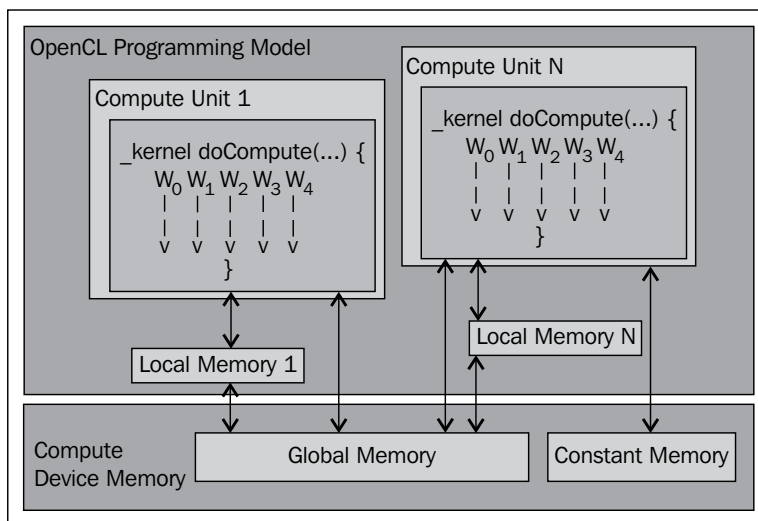 OpenCL Programming Model
Compute Unit 1
_kernel doCompute(...) {
W0 W1 W2 W3 W4
| | | | |
| | | | |
v v v v v
}
Compute Unit N
_kernel doCompute(...) {
W0 W1 W2 W3 W4
| | | | |
| | | | |
v v v v v
}
Local Memory 1
Local Memory N
Compute
Device Memory
Global Memory
Constant Memory